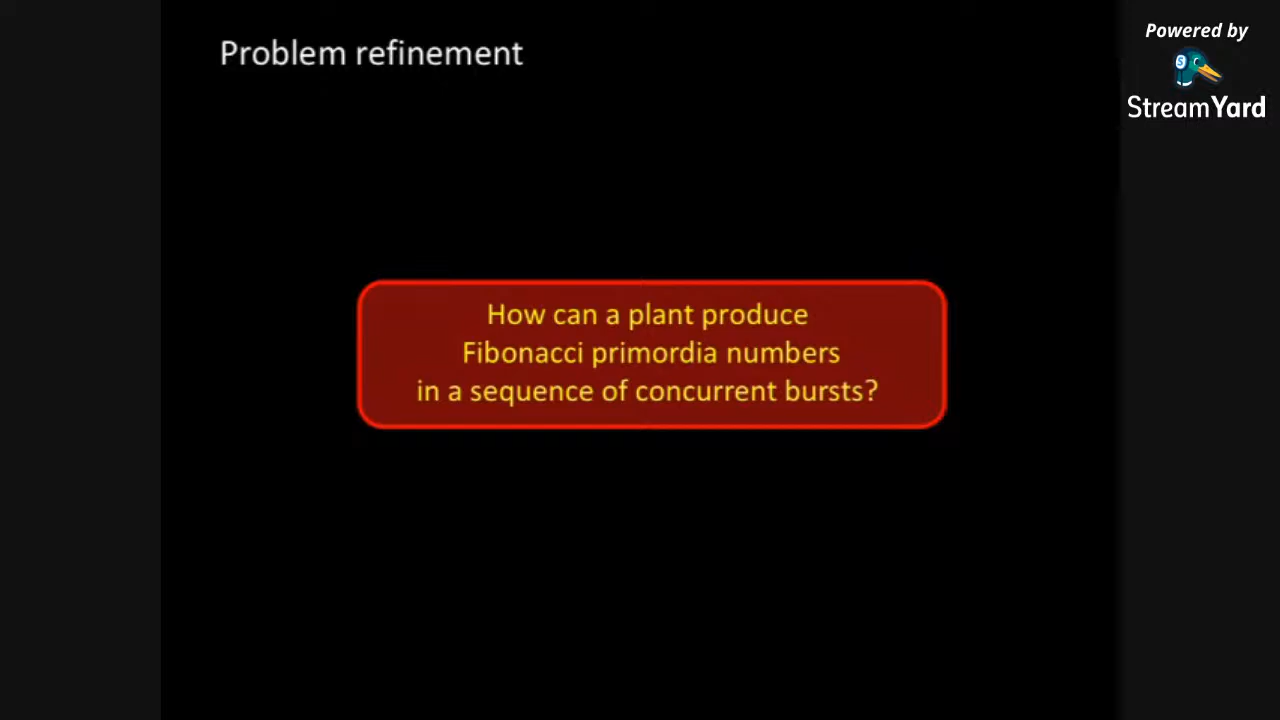 Problem refinement
Powered by
StreamYard
How can a plant produce
Fibonacci primordia numbers
in a sequence of concurrent bursts?